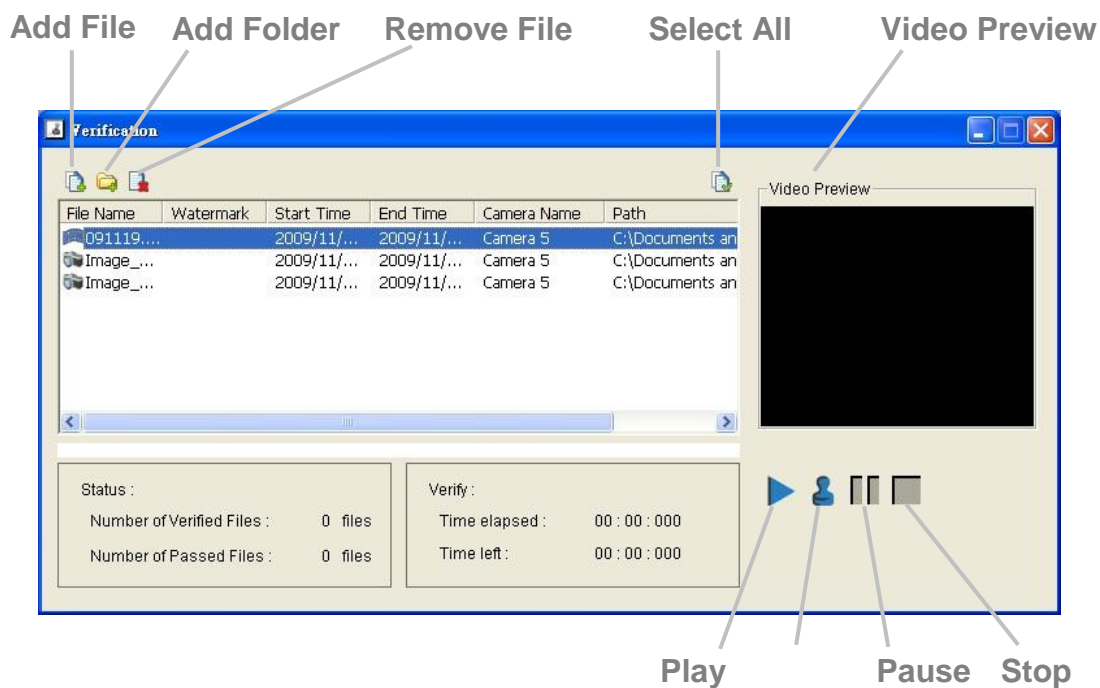 Add File Add Folder Remove File Select All Video Preview
Verification
Video Preview
File Name Watermark Start Time End Time Camera Name Path
091119.... 2009/11/... 2009/11/... Camera 5 C:\Documents an
Image_... 2009/11/... 2009/11/... Camera 5 C:\Documents an
Image_... 2009/11/... 2009/11/... Camera 5 C:\Documents an
Status :
Number of Verified Files : 0 files
Number of Passed Files : 0 files
Verify :
Time elapsed : 00 : 00 : 000
Time left : 00 : 00 : 000
Play Pause Stop